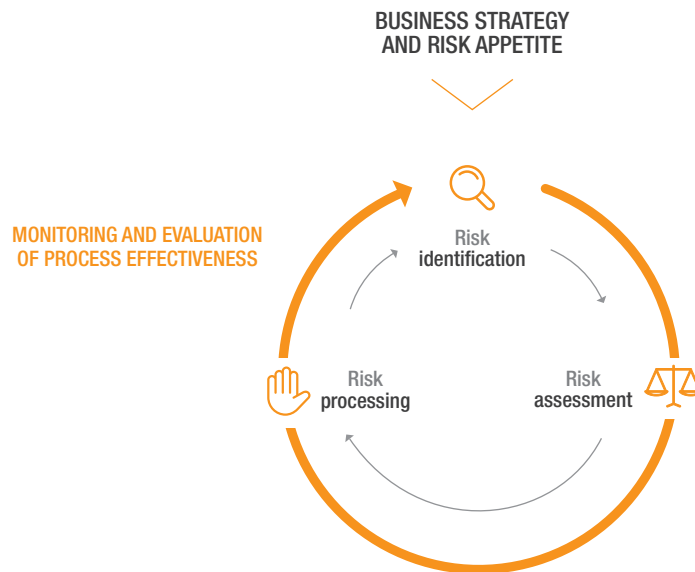 BUSINESS STRATEGY
AND RISK APPETITE
MONITORING AND EVALUATION
OF PROCESS EFFECTIVENESS
Risk
identification
Risk
processing
Risk
assessment